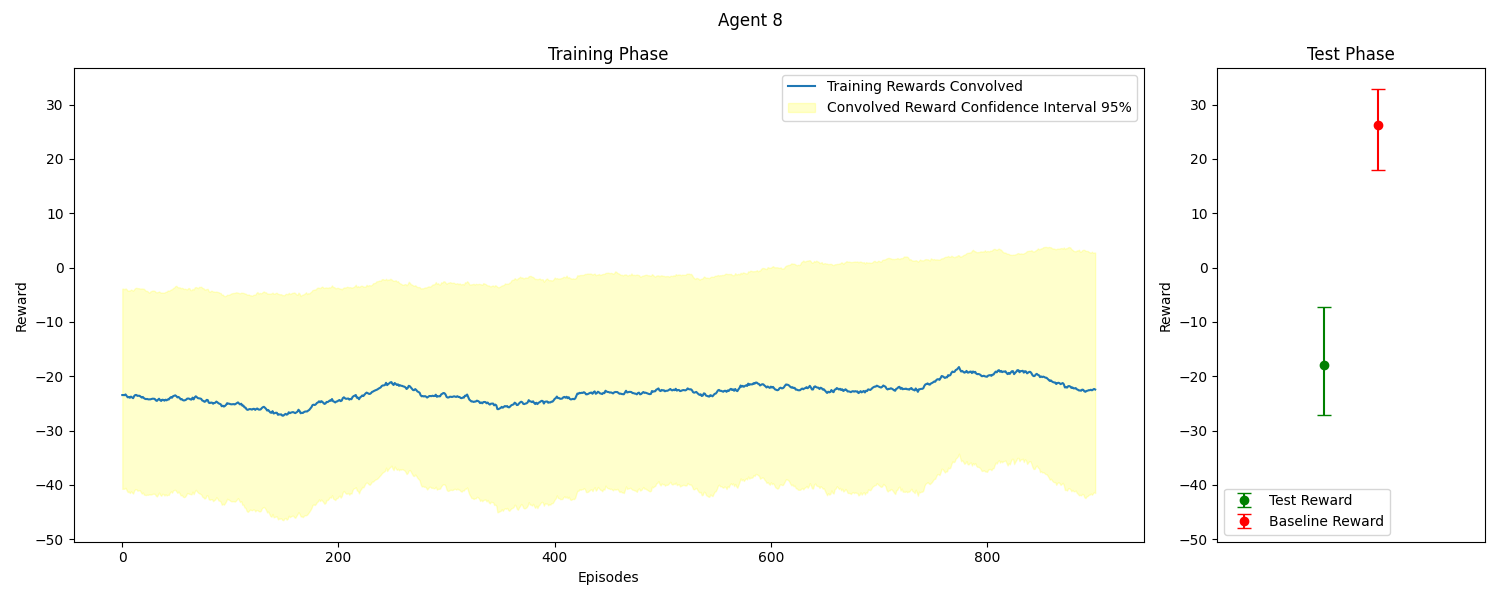 Agent 8
Training Phase
Reward
30
20
10
0
−10
−20
−30
−40
−50
0
200
400
600
800
Episodes
Training Rewards Convolved
Convolved Reward Confidence Interval 95%
Test Phase
Reward
30
20
10
0
−10
−20
−30
−40
−50
Test Reward
Baseline Reward